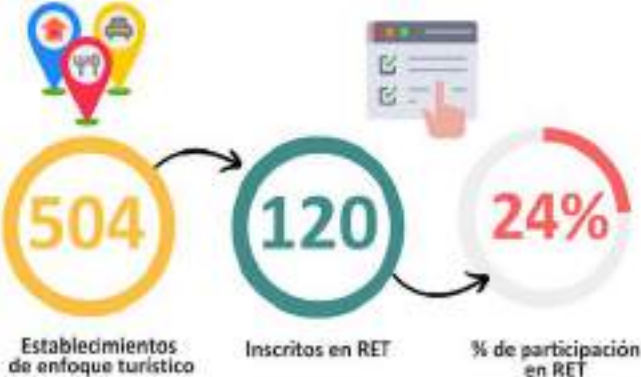 504
120
24%
Establecimientos
de enfoque turístico
Inscritos en RET
% de participación
en RET